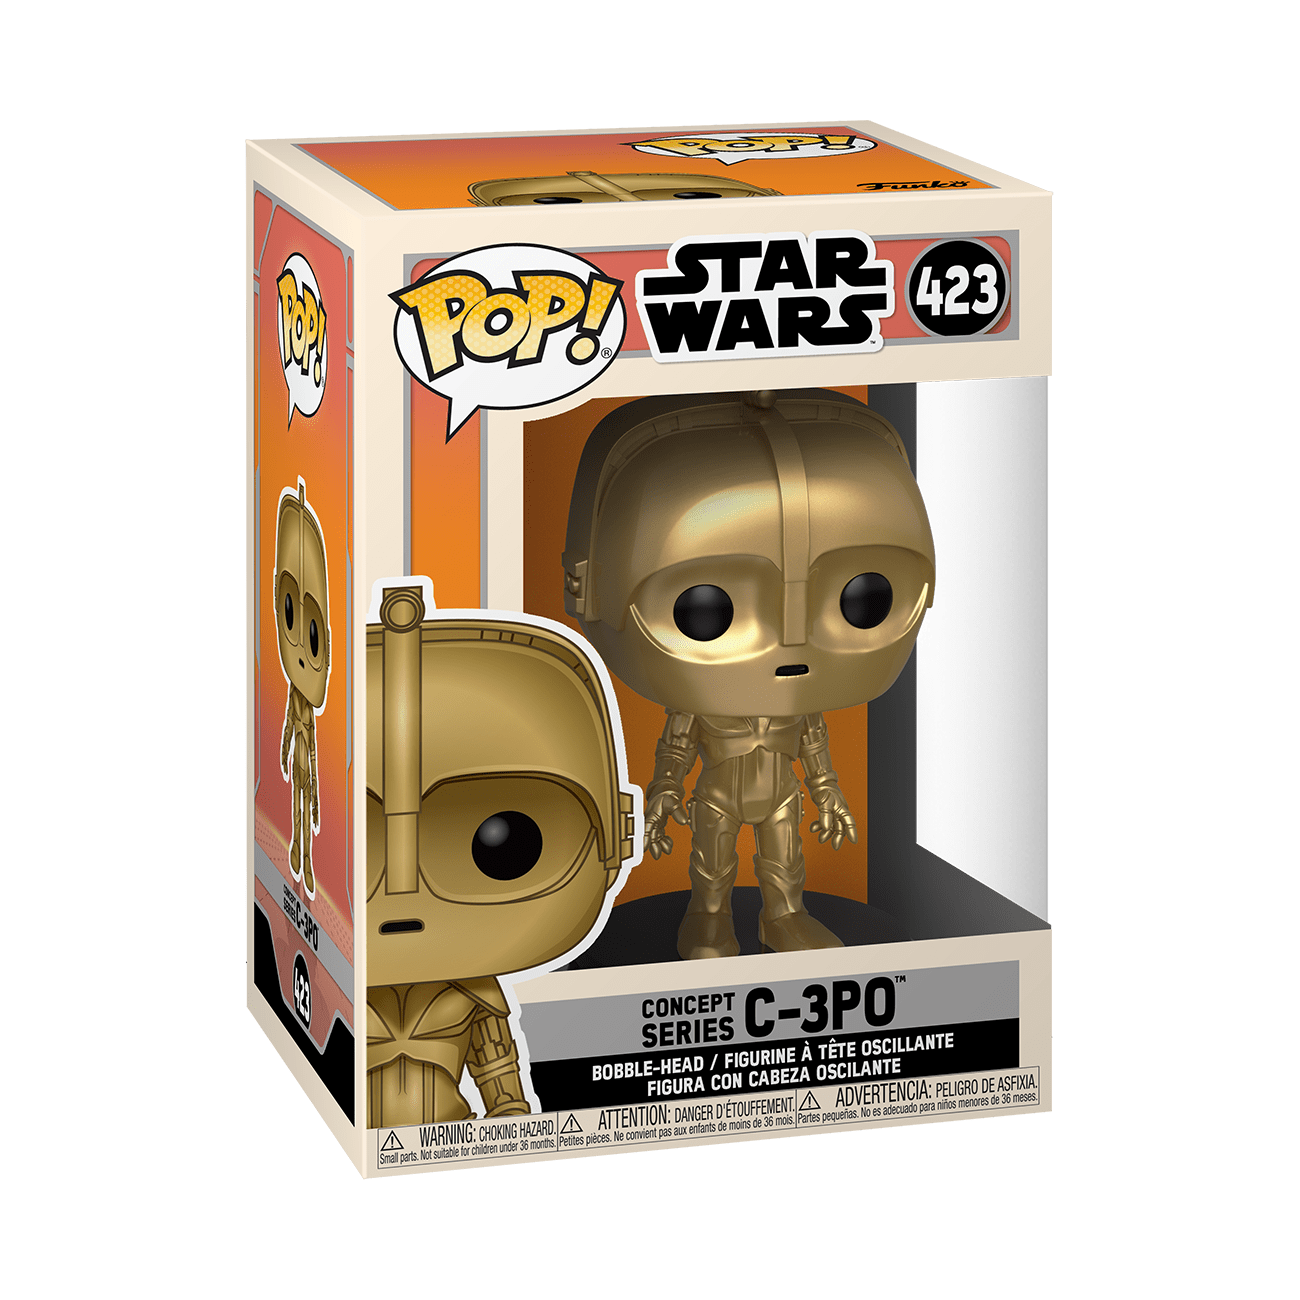 POP!
Funko
POP!
CONCEPT
SERIES C-3PO
423
POP!®
STAR
WARS™
423
CONCEPT
SERIES C-3PO™
BOBBLE-HEAD / FIGURINE À TÊTE OSCILLANTE
FIGURA CON CABEZA OSCILANTE
WARNING: CHOKING HAZARD.
Small parts. Not suitable for children under 36 months.
ATTENTION: DANGER D'ÉTOUFFEMENT.
Petites pièces. Ne convient pas aux enfants de moins de 36 mois.
ADVERTENCIA: PELIGRO DE ASFIXIA.
Partes pequeñas. No es adecuado para niños menores de 36 meses.